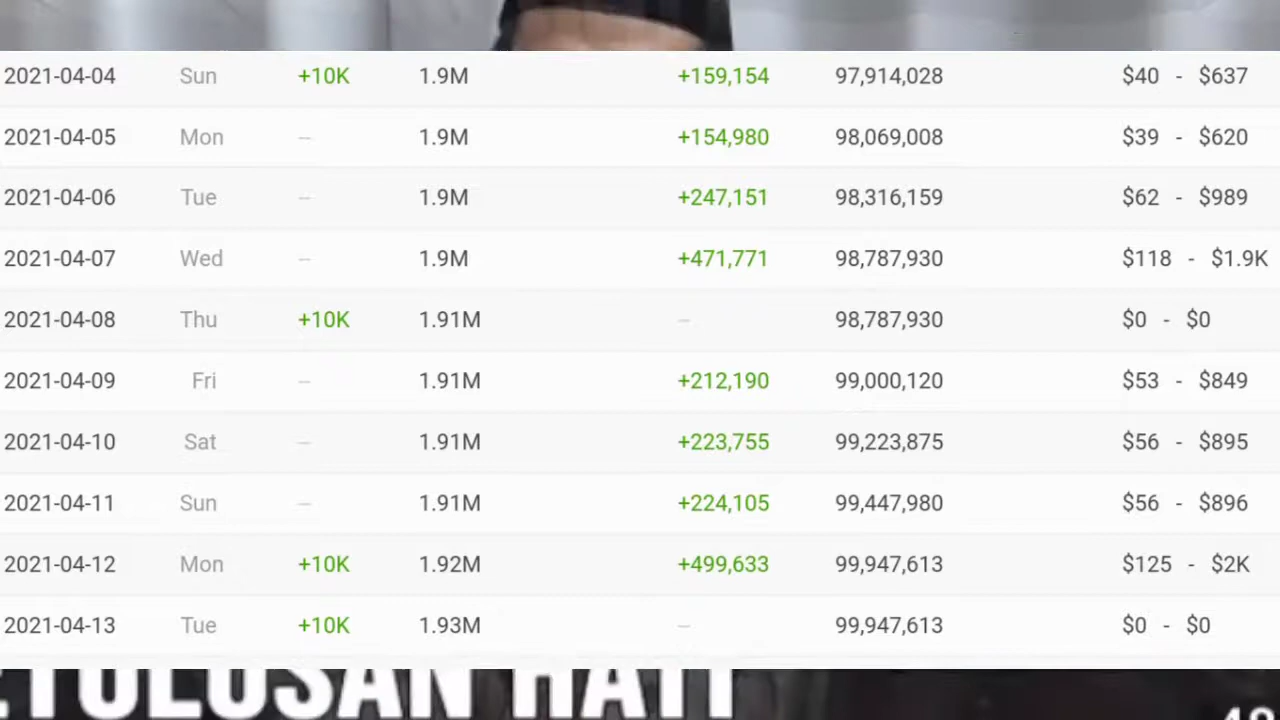 2021-04-04 Sun +10K 1.9M +159,154 97,914,028 $40 - $637
2021-04-05 Mon -- 1.9M +154,980 98,069,008 $39 - $620
2021-04-06 Tue -- 1.9M +247,151 98,316,159 $62 - $989
2021-04-07 Wed -- 1.9M +471,771 98,787,930 $118 - $1.9K
2021-04-08 Thu +10K 1.91M -- 98,787,930 $0 - $0
2021-04-09 Fri -- 1.91M +212,190 99,000,120 $53 - $849
2021-04-10 Sat -- 1.91M +223,755 99,223,875 $56 - $895
2021-04-11 Sun -- 1.91M +224,105 99,447,980 $56 - $896
2021-04-12 Mon +10K 1.92M +499,633 99,947,613 $125 - $2K
2021-04-13 Tue +10K 1.93M -- 99,947,613 $0 - $0
ETULUSAN HATI